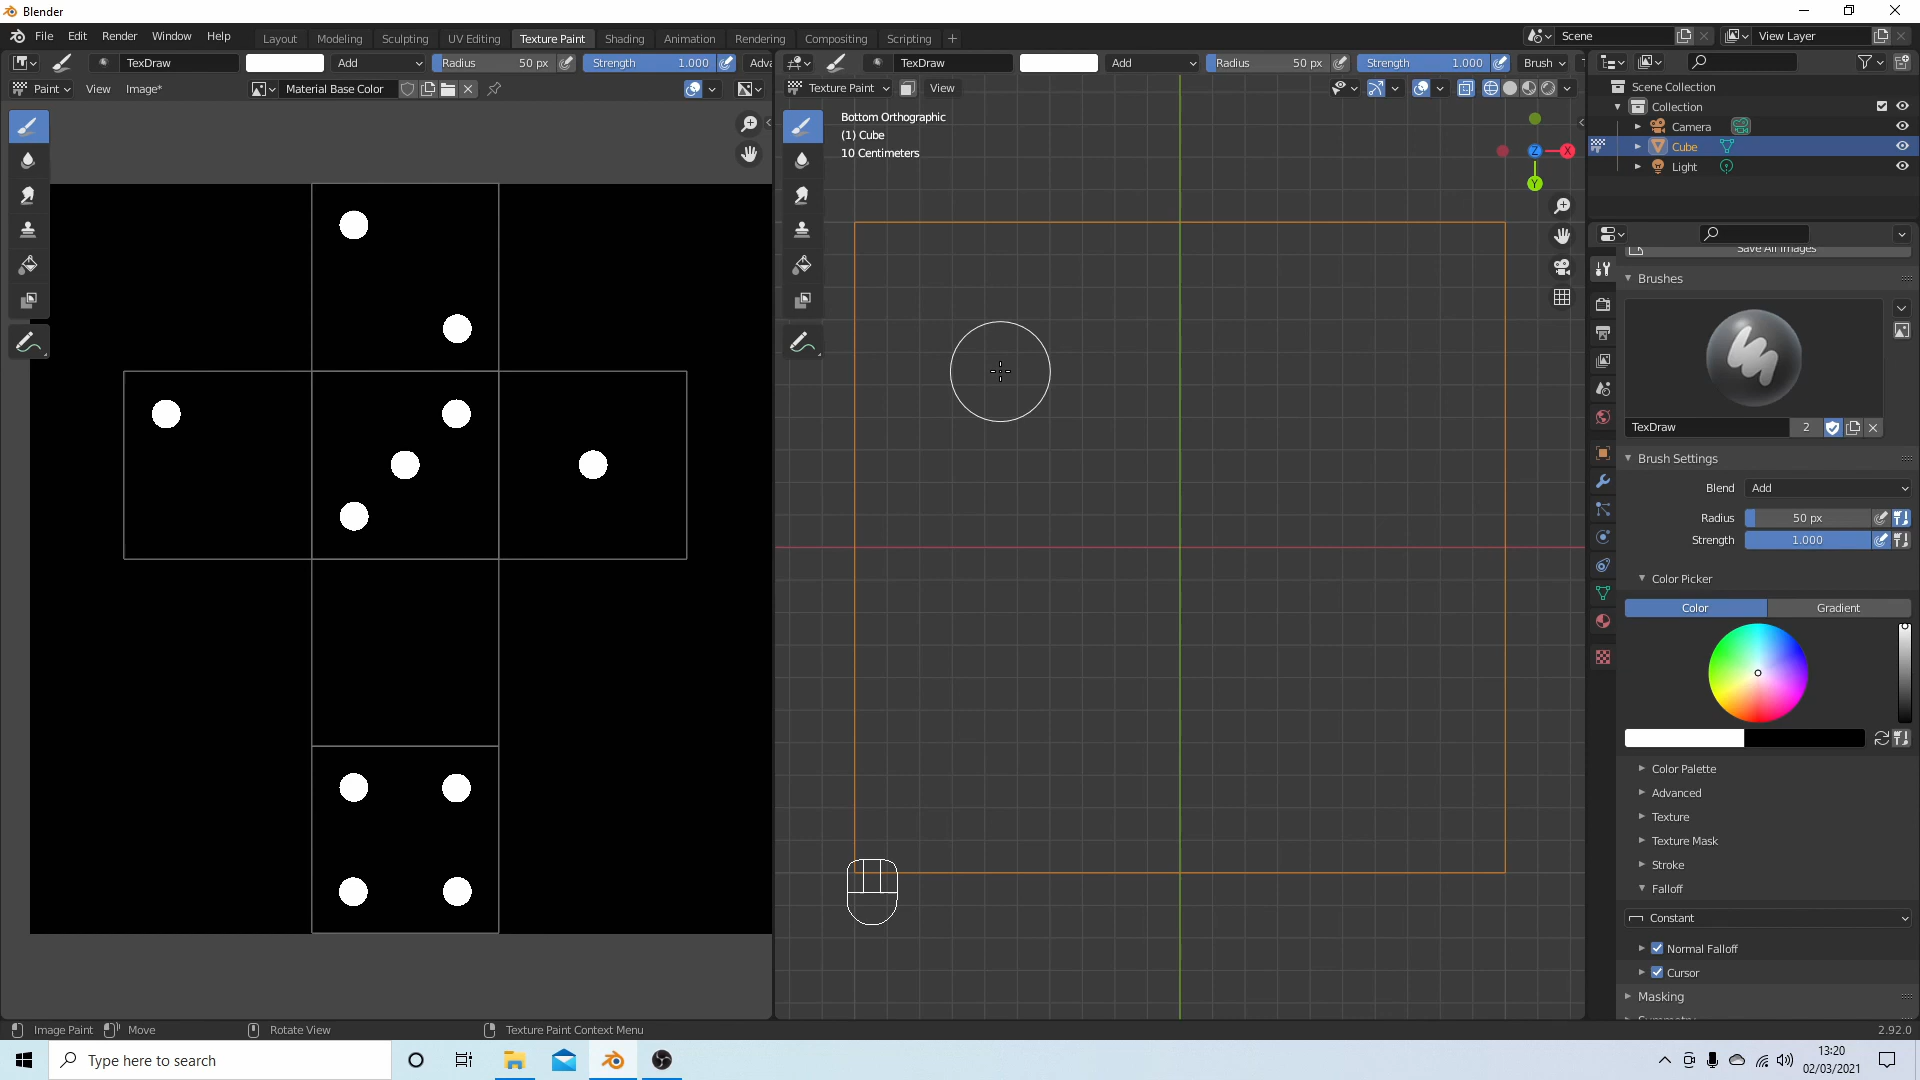 Blender
File Edit Render Window Help
Layout Modeling Sculpting UV Editing Texture Paint Shading Animation Rendering Compositing Scripting
Scene
View Layer
TexDraw Add Radius 50 px Strength 1.000 Adva
TexDraw Add Radius 50 px Strength 1.000 Brush
Paint View Image* Material Base Color
Texture Paint View
Bottom Orthographic
(1) Cube
10 Centimeters
X
Y
Z
Scene Collection
Collection
Camera
Cube
Light
Save All Images
Brushes
TexDraw 2
Brush Settings
Blend Add
Radius 50 px
Strength 1.000
Color Picker
Color Gradient
Color Palette
Advanced
Texture
Texture Mask
Stroke
Falloff
Constant
Normal Falloff
Cursor
Masking
Image Paint Move Rotate View Texture Paint Context Menu 2.92.0
Type here to search
13:20
02/03/2021